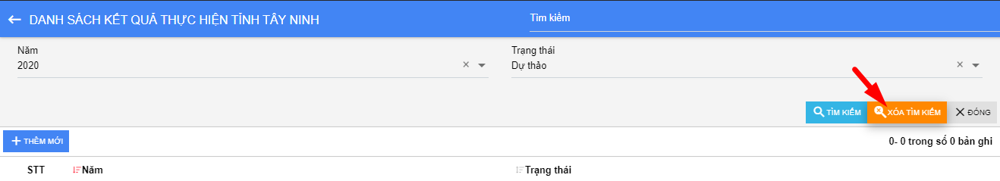 DANH SÁCH KẾT QUẢ THỰC HIỆN TỈNH TÂY NINH
Tìm kiếm
Năm
2020
Trạng thái
Dự thảo
TÌM KIẾM
XÓA TÌM KIẾM
ĐÓNG
THÊM MỚI
0- 0 trong số 0 bản ghi
STT
Năm
Trạng thái